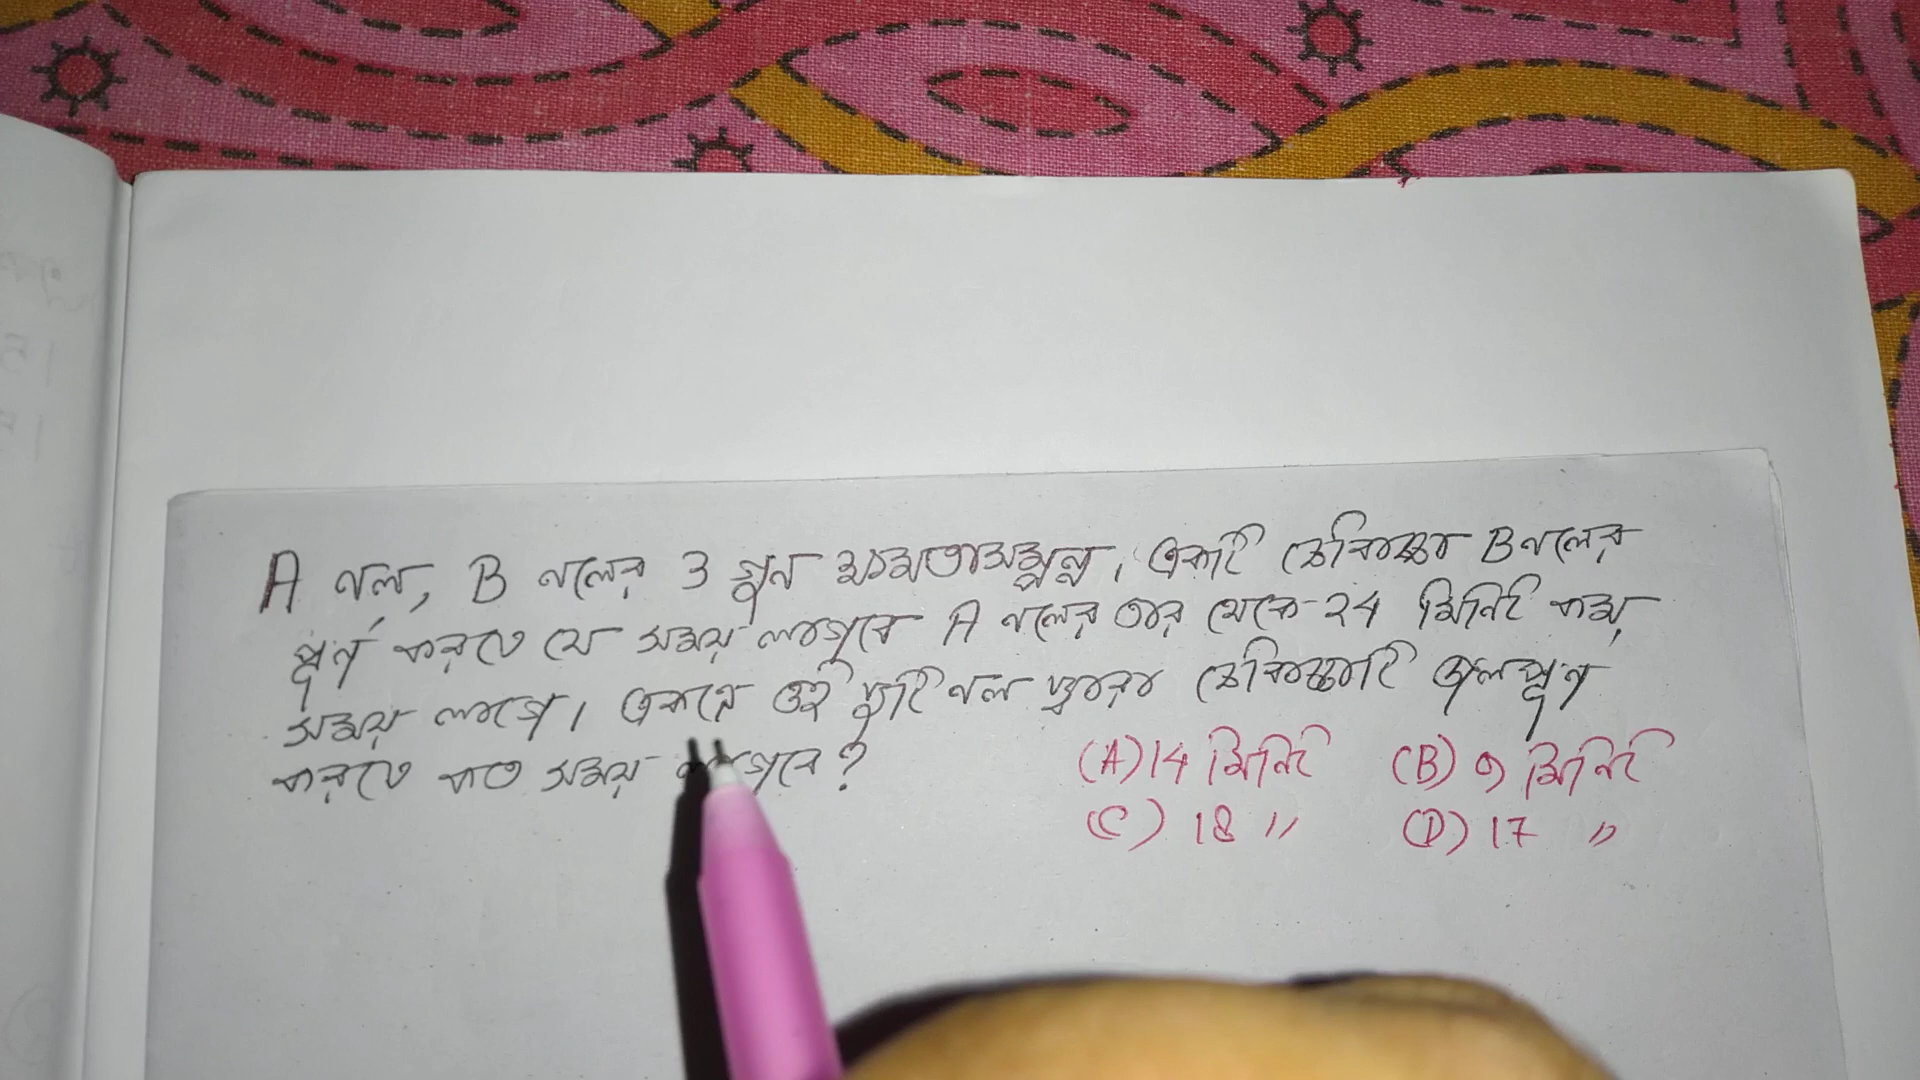 A নল, B নলের 3 গুন ক্ষমতাসম্পন্ন, একটি চৌবাচ্চা B নলের
পূর্ণ করতে যে সময় লাগবে A নলের তার থেকে 24 মিনিট কম
সময় লাগে। একত্রে ওই দুটি নল দ্বারা চৌবাচ্চাটি জলপূর্ণ
করতে কত সময় লাগবে?
(A) 14 মিনিট (B) 9 মিনিট
(C) 18 " (D) 17 "